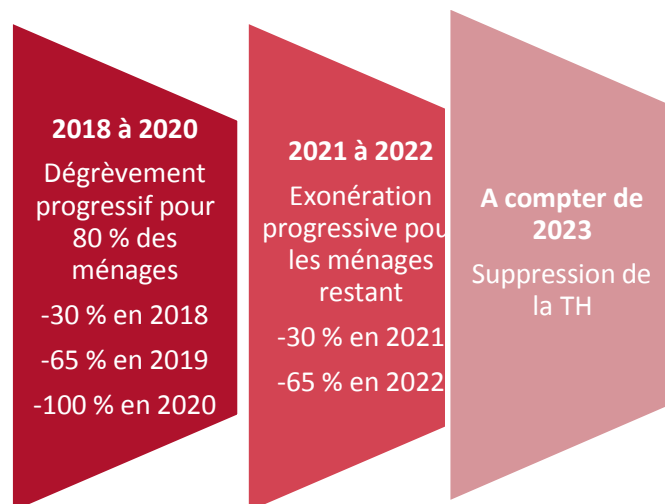 2018 à 2020
Dégrèvement
progressif pour
80 % des
ménages
-30 % en 2018
-65 % en 2019
-100 % en 2020
2021 à 2022
Exonération
progressive pou
les ménages
restant
-30 % en 2021
-65 % en 2022
A compter de
2023
Suppression de
la TH